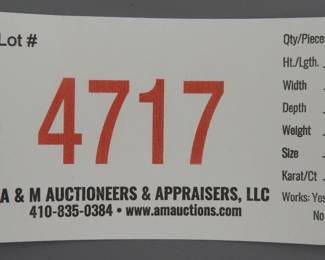 Lot #
4717
A & M AUCTIONEERS & APPRAISERS, LLC
410-835-0384 • www.amauctions.com
Qty/Pieces
Ht./Lgth.
Width
Depth
Weight
Size
Karat/Ct
Works: Yes
No